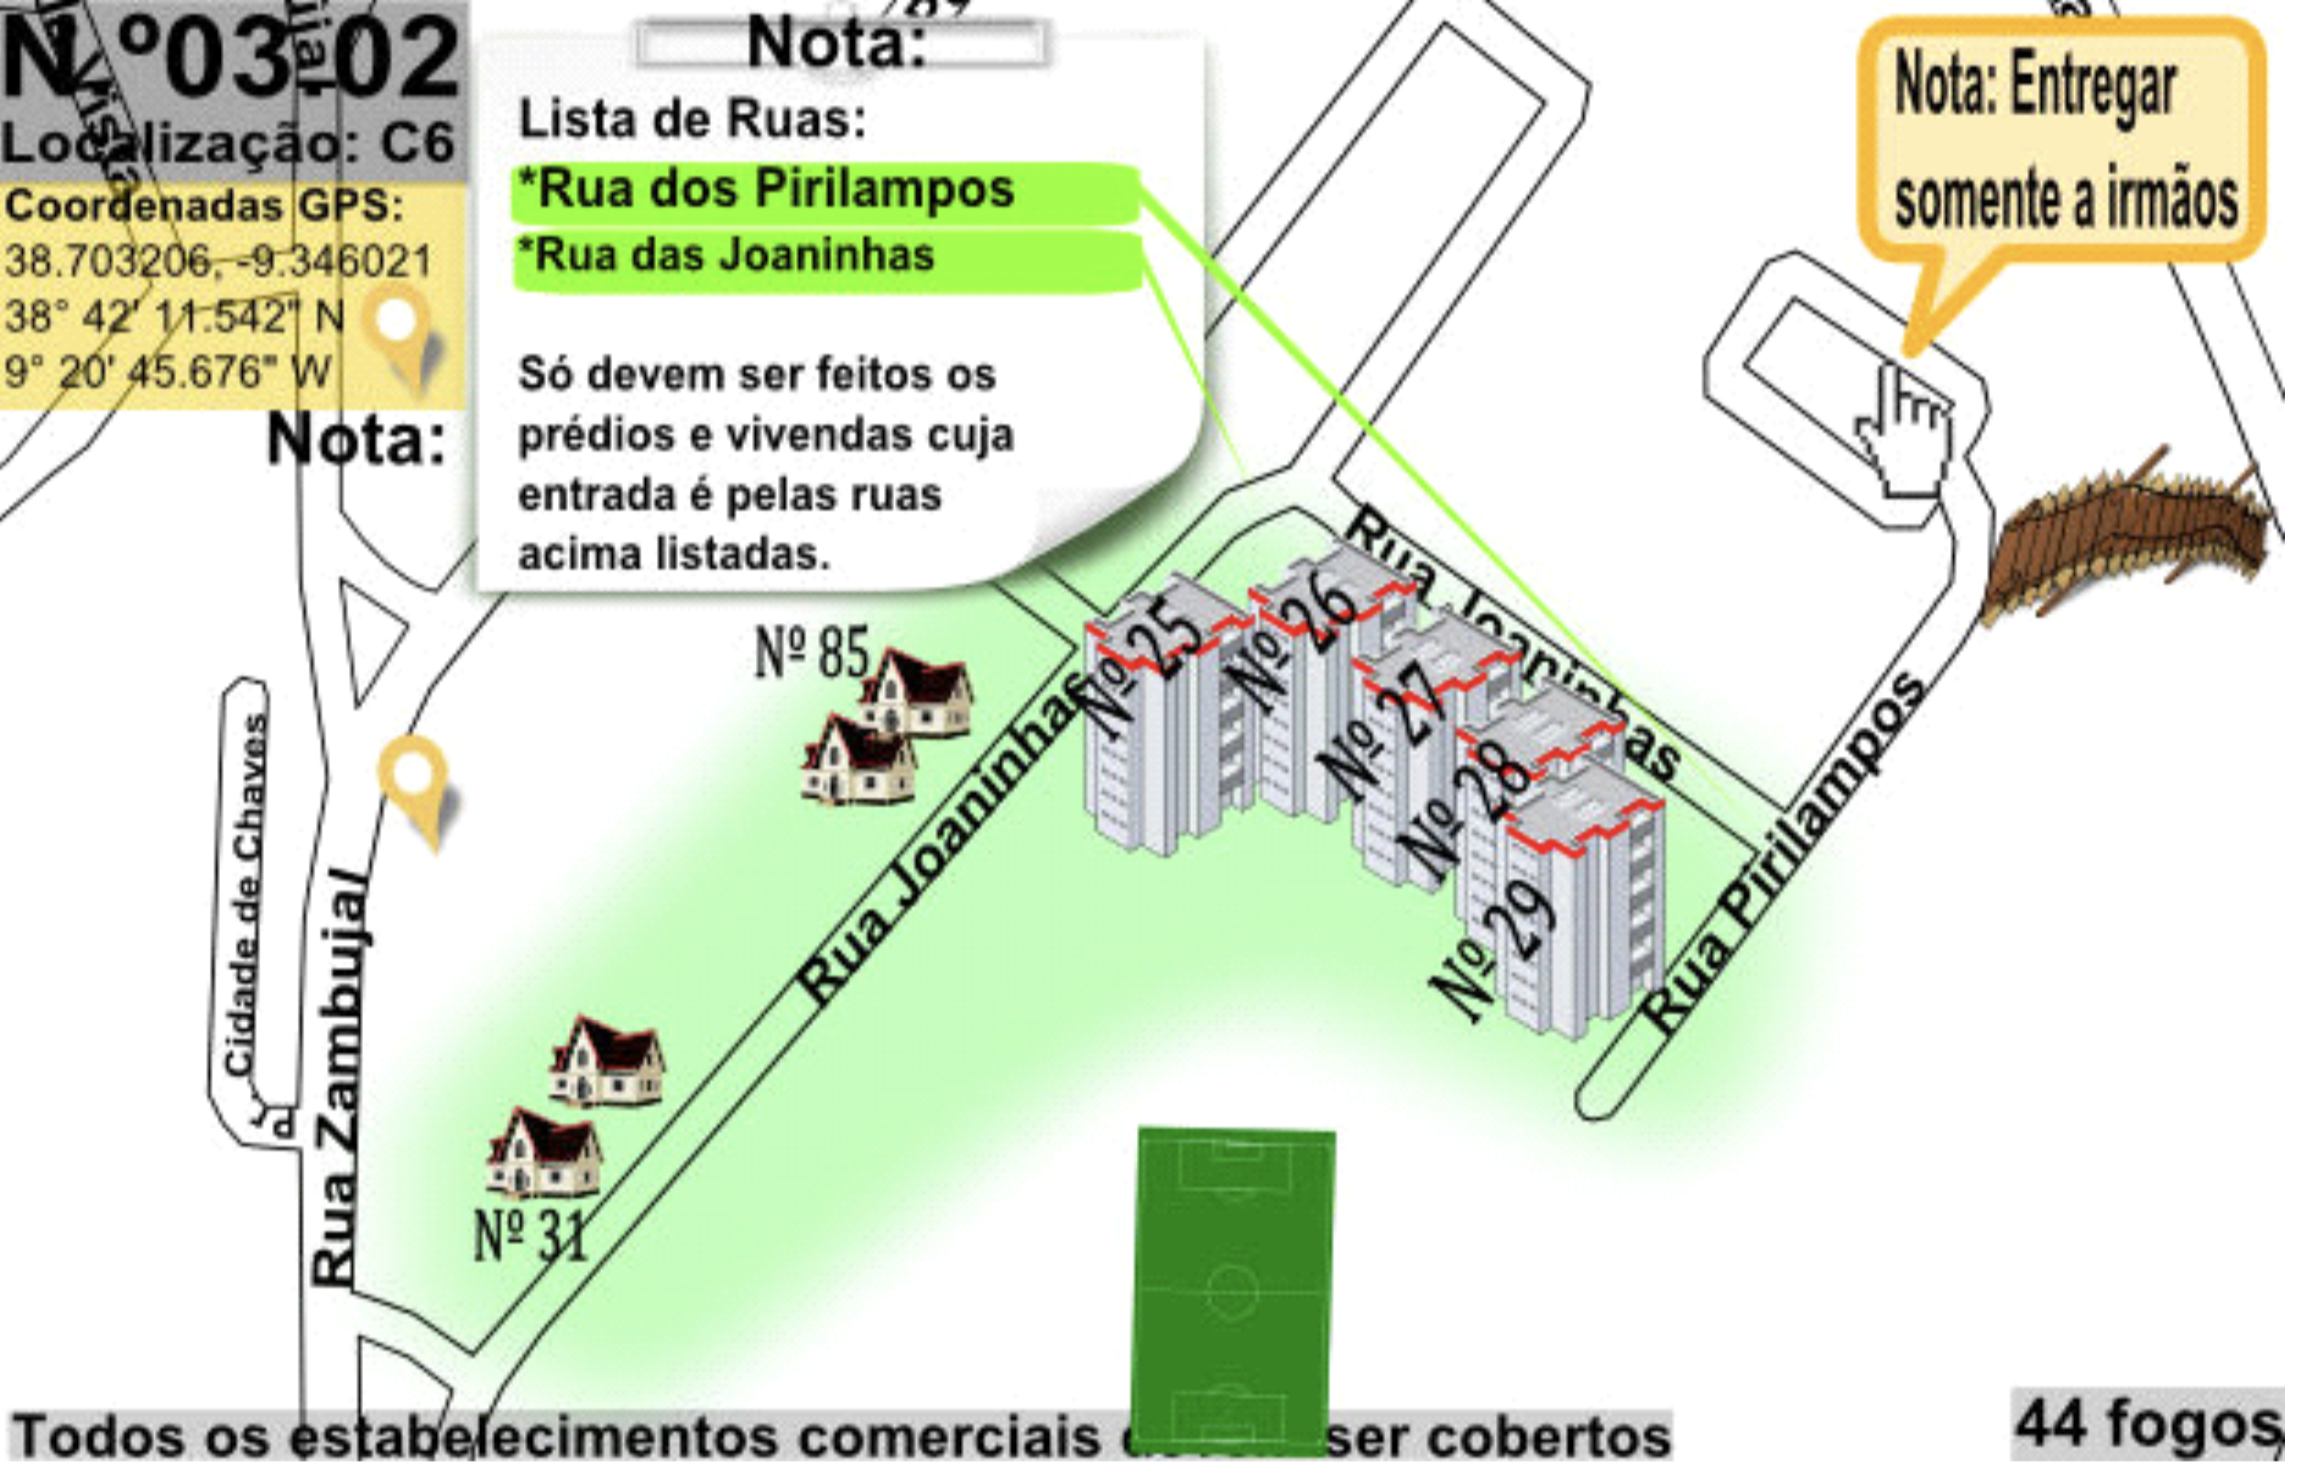 Nº03.02
Localização: C6
Coordenadas GPS:
38.703206, -9.346021
38° 42' 11.542" N
9° 20' 45.676" W
Nota:
Nota:
Lista de Ruas:
*Rua dos Pirilampos
*Rua das Joaninhas
Só devem ser feitos os
prédios e vivendas cuja
entrada é pelas ruas
acima listadas.
Nota: Entregar
somente a irmãos
Vista
Nº 85
Nº 25
Nº 26
Nº 27
Nº 28
Nº 29
Rua Joaninhas
Rua Joaninhas
Rua Pirilampos
Cidade de Chaves
Rua Zambujal
Nº 31
Todos os estabelecimentos comerciais ser cobertos
44 fogos